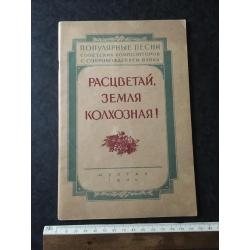 ПОПУЛЯРНЫЕ ПЕСНИ
СОВЕТСКИХ КОМПОЗИТОРОВ
С СОПРОВОЖДЕНИЕМ БАЯНА
РАСЦВЕТАЙ,
ЗЕМЛЯ
КОЛХОЗНАЯ!
МУЗГИЗ